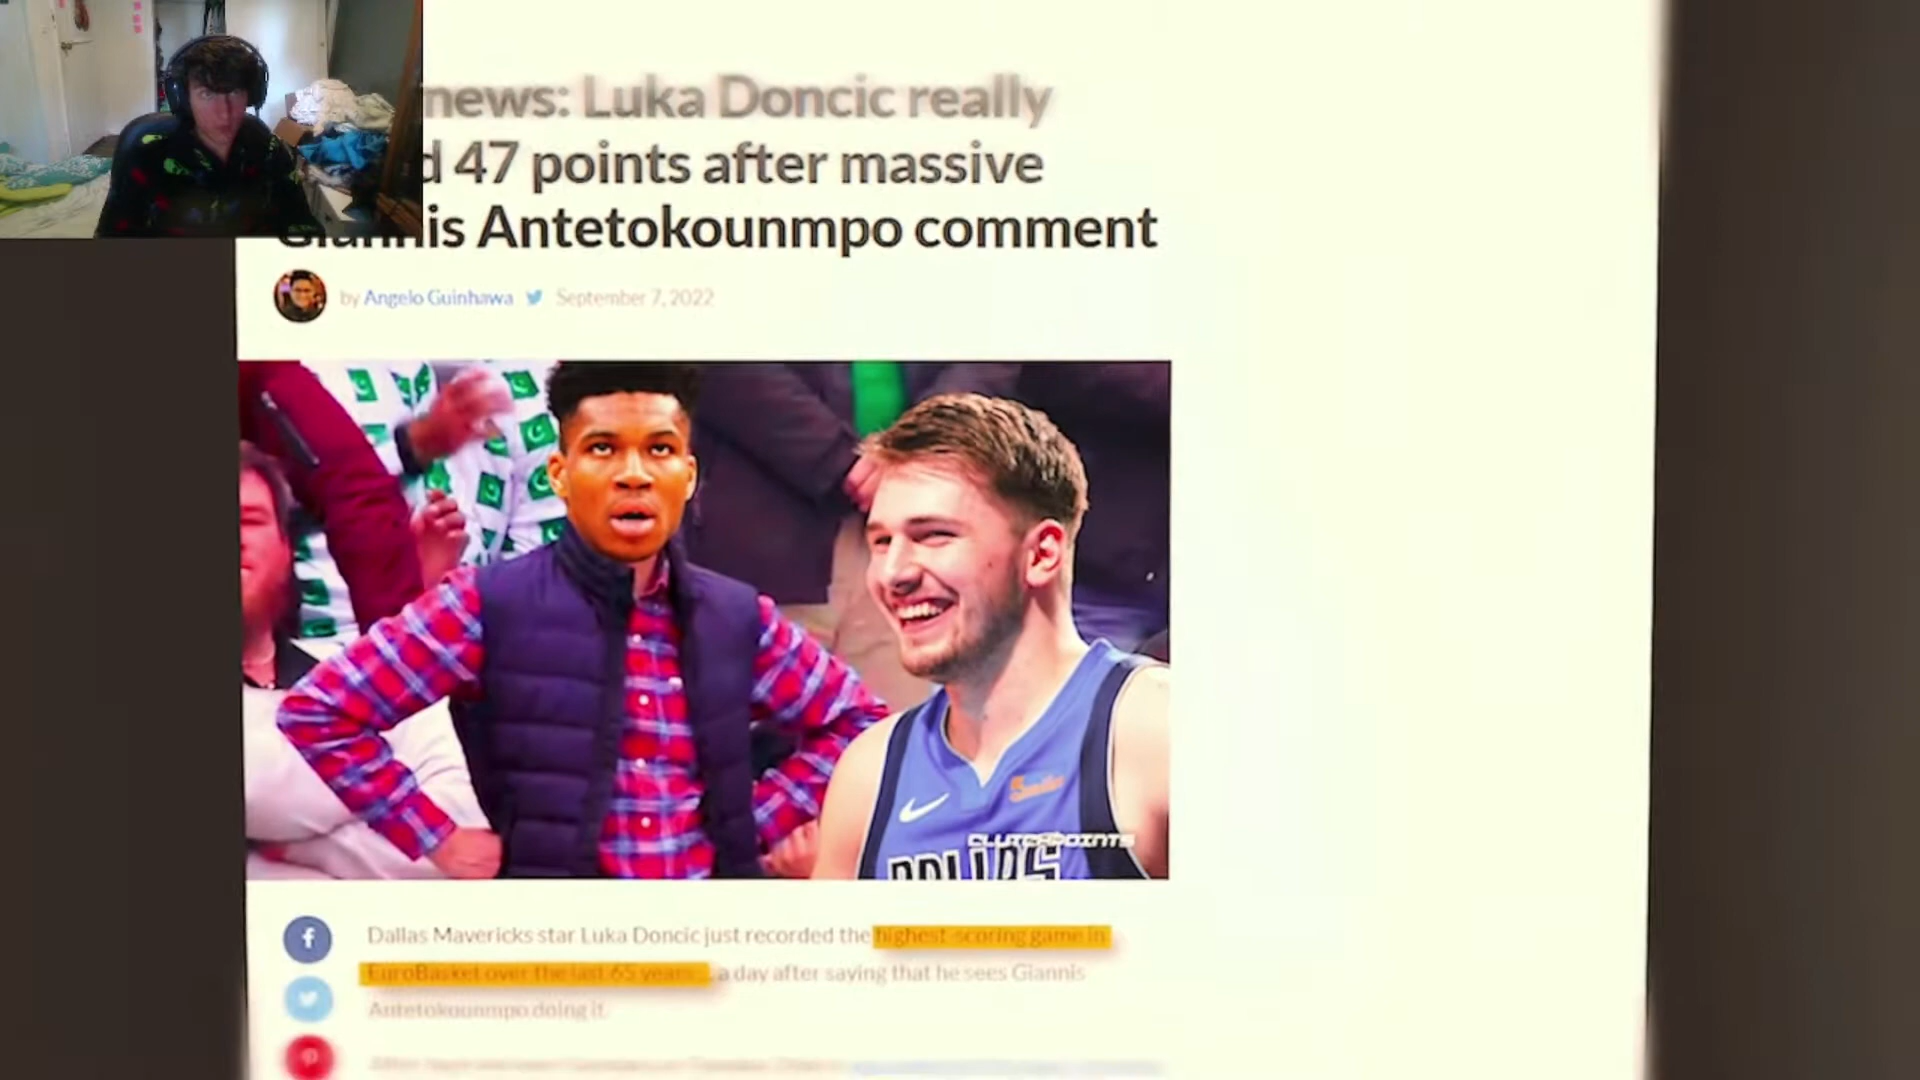 news: Luka Doncic really
d 47 points after massive
Giannis Antetokounmpo comment
by Angelo Guinhawa September 7, 2022
CLUTCHPOINTS
Dallas Mavericks star Luka Doncic just recorded the highest-scoring game in
EuroBasket over the last 65 years... a day after saying that he sees Giannis
Antetokounmpo doing it.